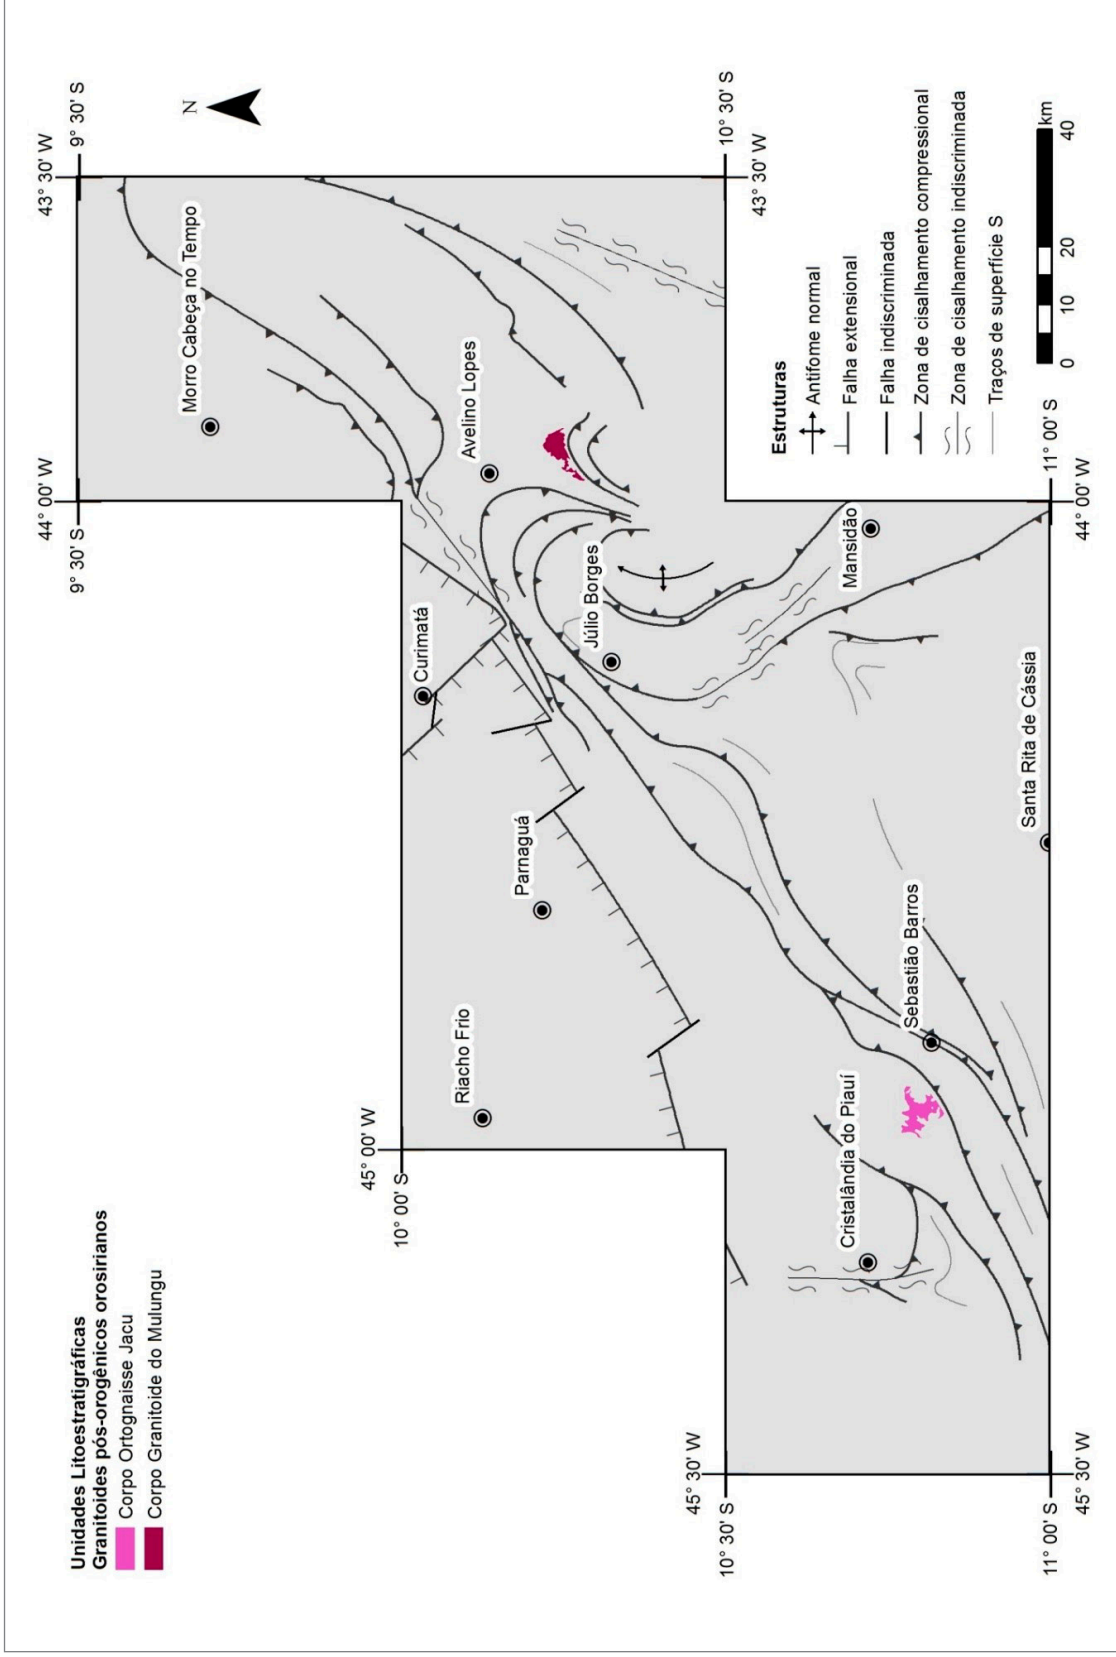 Unidades Litoestratigráficas
Granitoides pós-orogênicos orosirianos
Corpo Ortognaisse Jacu
Corpo Granitoide do Mulungu
44° 00' W
43° 30' W
9° 30' S
9° 30' S
N
Morro Cabeça no Tempo
45° 00' W
10° 00' S
Curimatá
Avelino Lopes
Riacho Frio
Parnaguá
Júlio Borges
45° 30' W
10° 30' S
10° 30' S
43° 30' W
Cristalândia do Piauí
Sebastião Barros
Mansidão
Santa Rita de Cássia
11° 00' S
11° 00' S
45° 30' W
44° 00' W
Estruturas
Antifome normal
Falha extensional
Falha indiscriminada
Zona de cisalhamento compressional
Zona de cisalhamento indiscriminada
Traços de superfície S
km
0 10 20 40